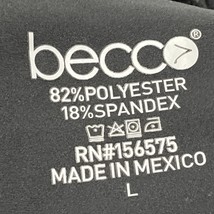 becco®
82%POLYESTER
18%SPANDEX
RN#156575
MADE IN MEXICO
L